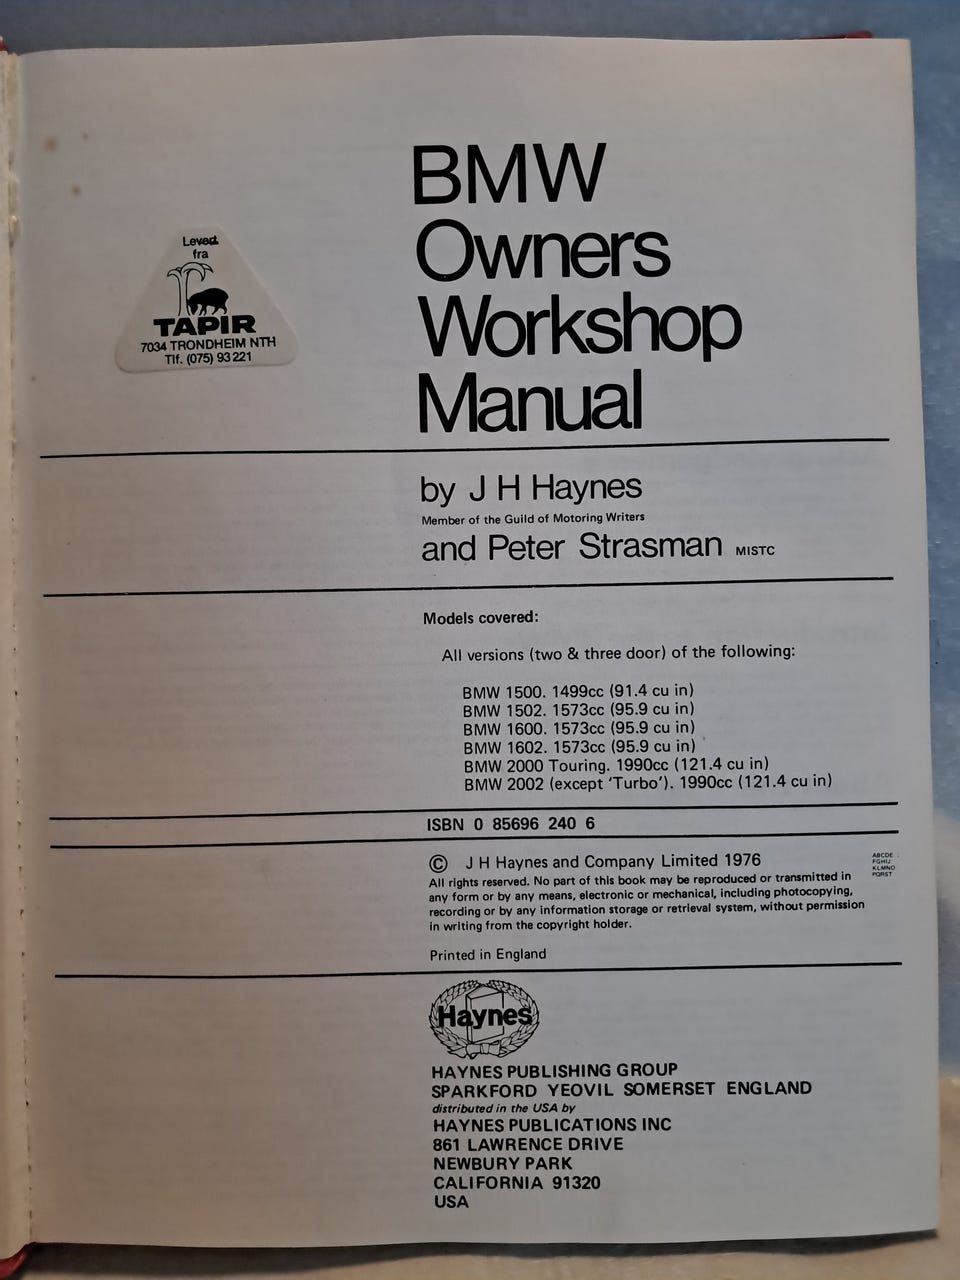 BMW
Owners
Workshop
Manual
Levert
fra
TAPIR
7034 TRONDHEIM NTH
Tlf. (075) 93 221
by J H Haynes
Member of the Guild of Motoring Writers
and Peter Strasman MISTC
Models covered:
All versions (two & three door) of the following:
BMW 1500. 1499cc (91.4 cu in)
BMW 1502. 1573cc (95.9 cu in)
BMW 1600. 1573cc (95.9 cu in)
BMW 1602. 1573cc (95.9 cu in)
BMW 2000 Touring. 1990cc (121.4 cu in)
BMW 2002 (except 'Turbo'). 1990cc (121.4 cu in)
ISBN 0 85696 240 6
© J H Haynes and Company Limited 1976
ABCDE
FGHIJ
KLMNO
PQRST
All rights reserved. No part of this book may be reproduced or transmitted in
any form or by any means, electronic or mechanical, including photocopying,
recording or by any information storage or retrieval system, without permission
in writing from the copyright holder.
Printed in England
Haynes
HAYNES PUBLISHING GROUP
SPARKFORD YEOVIL SOMERSET ENGLAND
distributed in the USA by
HAYNES PUBLICATIONS INC
861 LAWRENCE DRIVE
NEWBURY PARK
CALIFORNIA 91320
USA